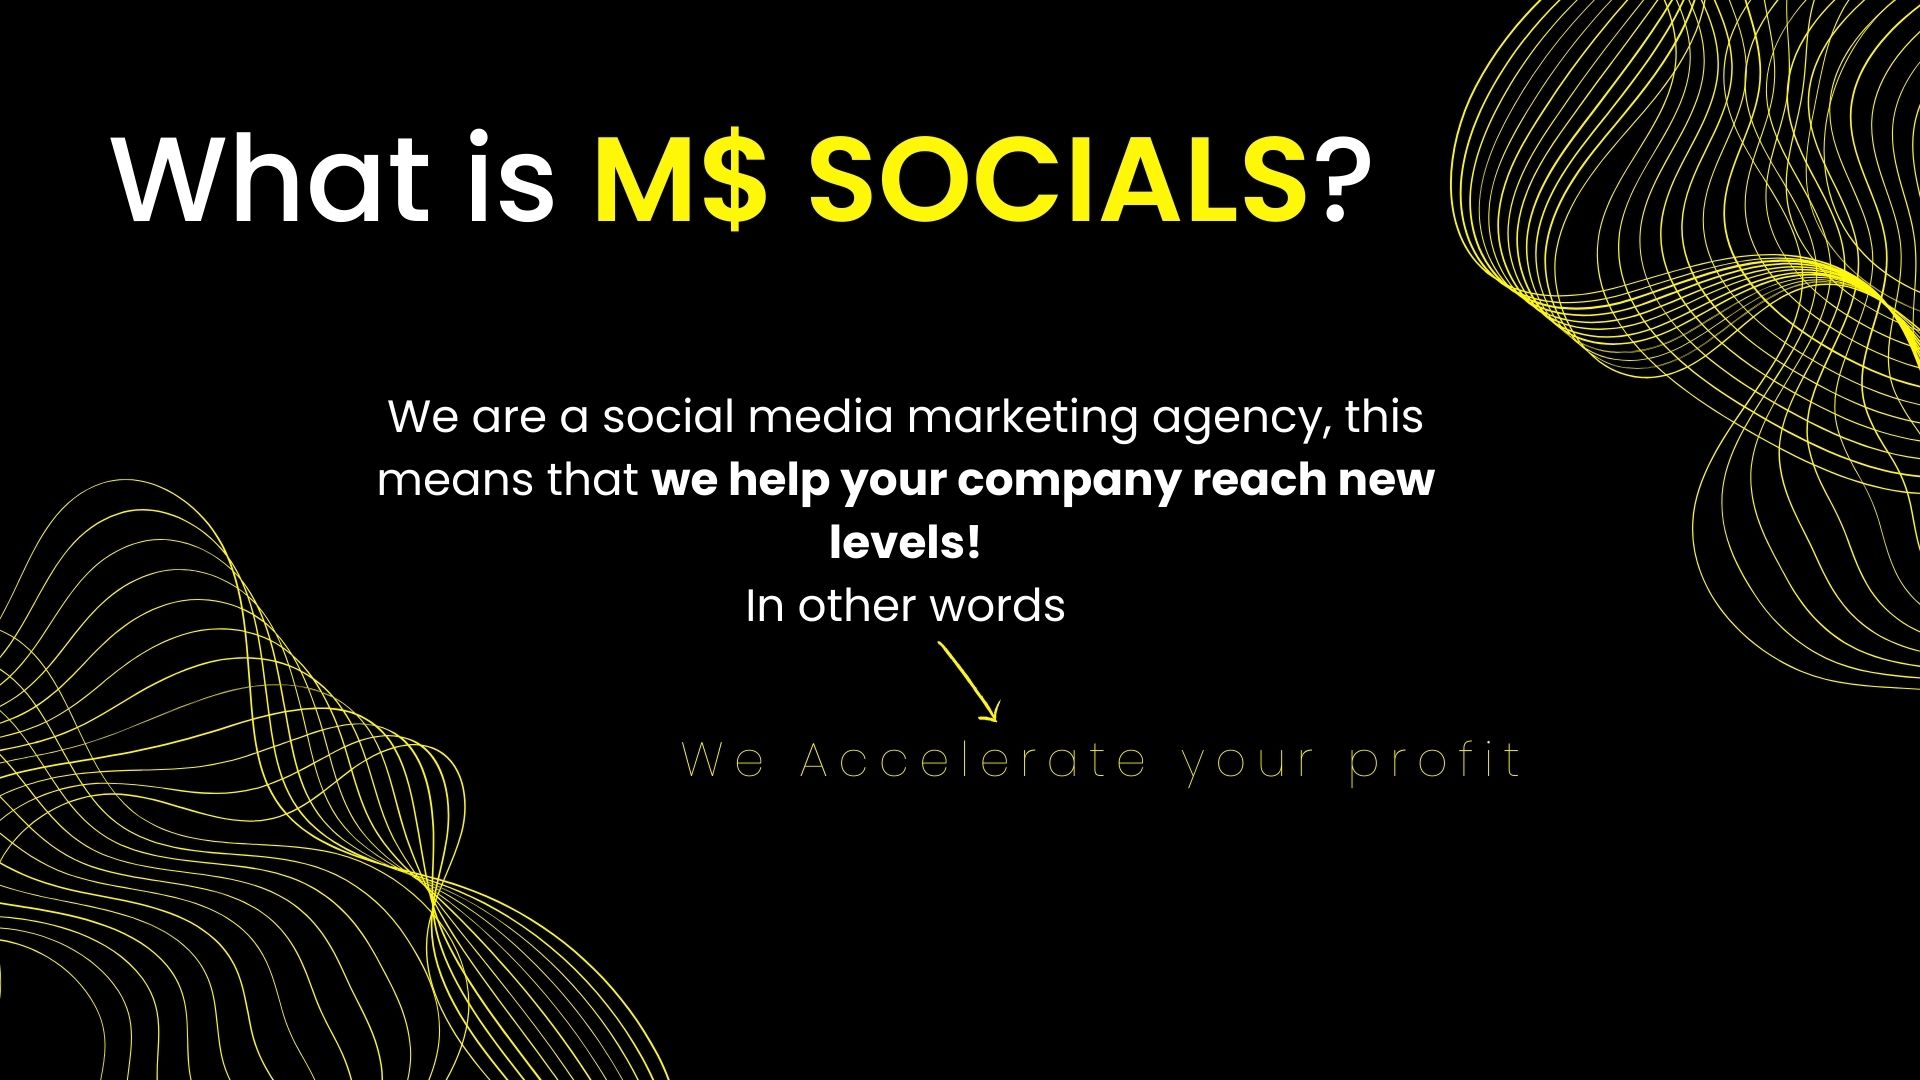 What is M$ SOCIALS?
We are a social media marketing agency, this
means that we help your company reach new
levels!
In other words
We Accelerate your profit